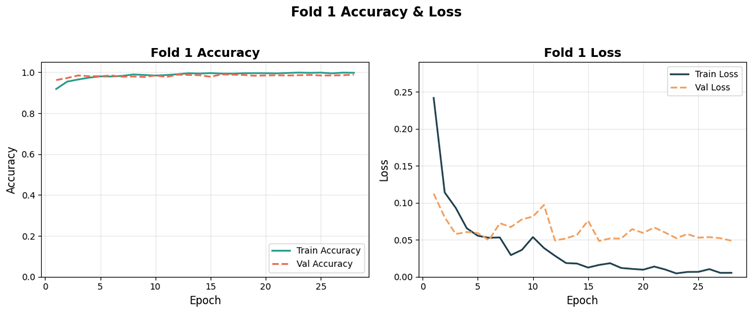 Fold 1 Accuracy & Loss
Fold 1 Accuracy
1.0
0.8
0.6
0.4
0.2
0.0
Accuracy
0
5
10
15
20
25
Epoch
Train Accuracy
Val Accuracy
Fold 1 Loss
0.25
0.20
0.15
0.10
0.05
0.00
Loss
0
5
10
15
20
25
Epoch
Train Loss
Val Loss